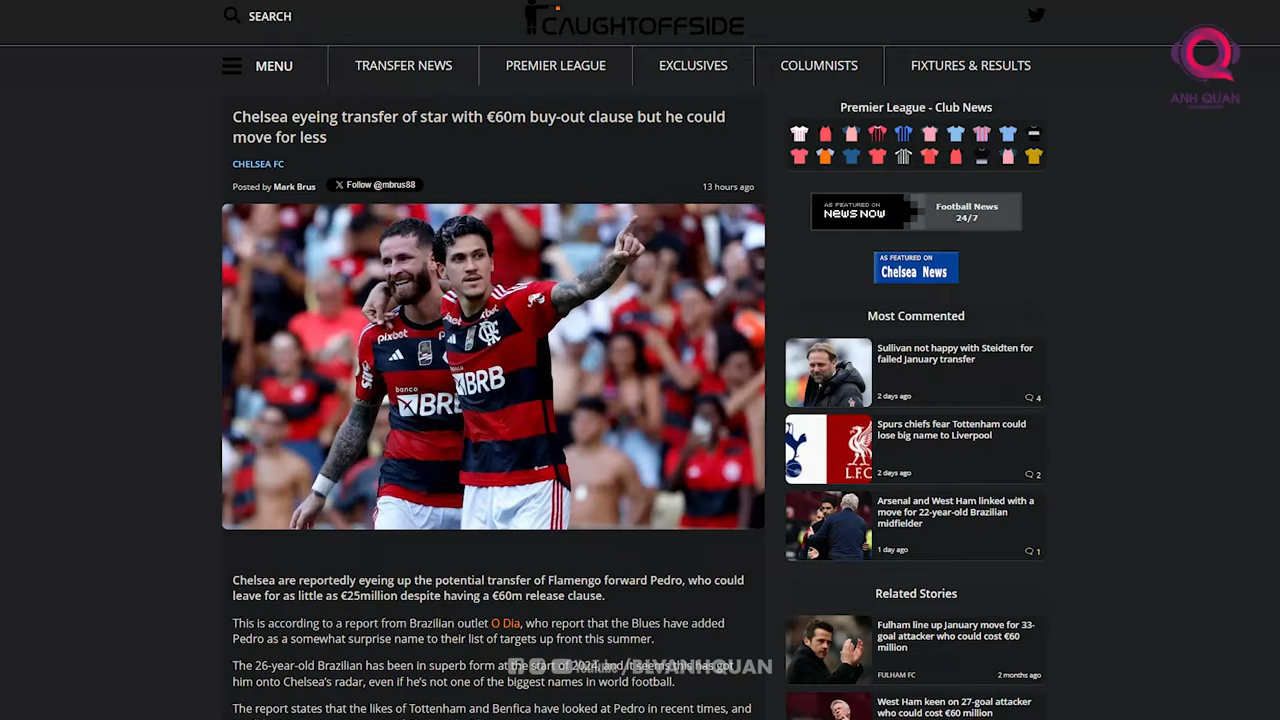 SEARCH
CAUGHTOFFSIDE
MENU
TRANSFER NEWS
PREMIER LEAGUE
EXCLUSIVES
COLUMNISTS
FIXTURES & RESULTS
ANH QUAN
Chelsea eyeing transfer of star with €60m buy-out clause but he could
move for less
CHELSEA FC
Posted by Mark Brus
Follow @mbrus88
13 hours ago
pixbet
banco
BRB
banco
BRB
Chelsea are reportedly eyeing up the potential transfer of Flamengo forward Pedro, who could
leave for as little as €25million despite having a €60m release clause.
This is according to a report from Brazilian outlet O Dia, who report that the Blues have added
Pedro as a somewhat surprise name to their list of targets up front this summer.
The 26-year-old Brazilian has been in superb form at the start of 2024, and it seems this has got
him onto Chelsea's radar, even if he's not one of the biggest names in world football.
The report states that the likes of Tottenham and Benfica have looked at Pedro in recent times, and
/BLVANHQUAN
Premier League - Club News
AS FEATURED ON
NewsNow
Football News
24/7
AS FEATURED ON
Chelsea News
Most Commented
Sullivan not happy with Steidten for
failed January transfer
2 days ago
4
Spurs chiefs fear Tottenham could
lose big name to Liverpool
2 days ago
2
L.F.C
Arsenal and West Ham linked with a
move for 22-year-old Brazilian
midfielder
1 day ago
1
Related Stories
Fulham line up January move for 33-
goal attacker who could cost €60
million
FULHAM FC
2 months ago
West Ham keen on 27-goal attacker
who could cost €60 million